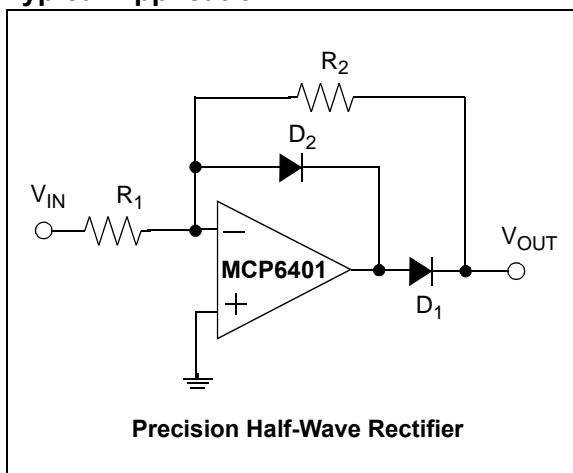 R2
D2
VIN
R1
VOUT
−
MCP6401
+
D1
Precision Half-Wave Rectifier